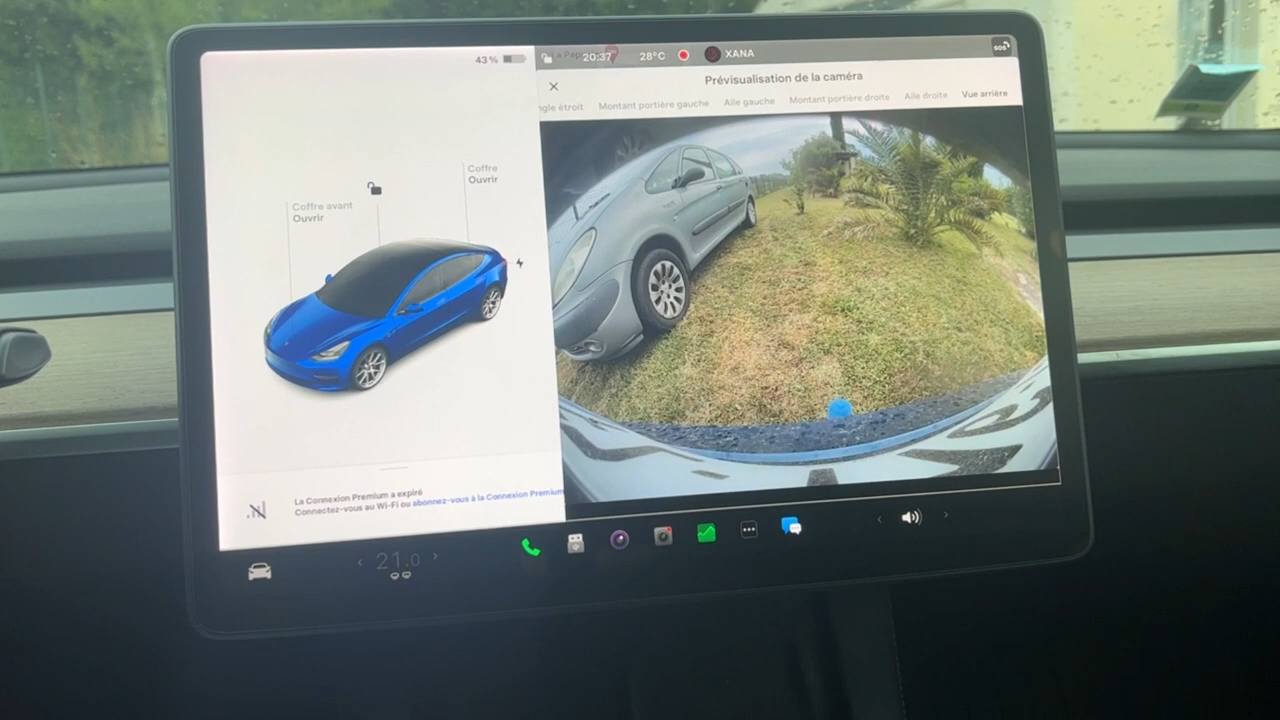 43 %
20:37
28°C
XANA
SOS
Prévisualisation de la caméra
ngle étroit
Montant portière gauche
Aile gauche
Montant portière droite
Aile droite
Vue arrière
Coffre
Ouvrir
Coffre avant
Ouvrir
La Connexion Premium a expiré
Connectez-vous au Wi-Fi ou abonnez-vous à la Connexion Premium
21.0